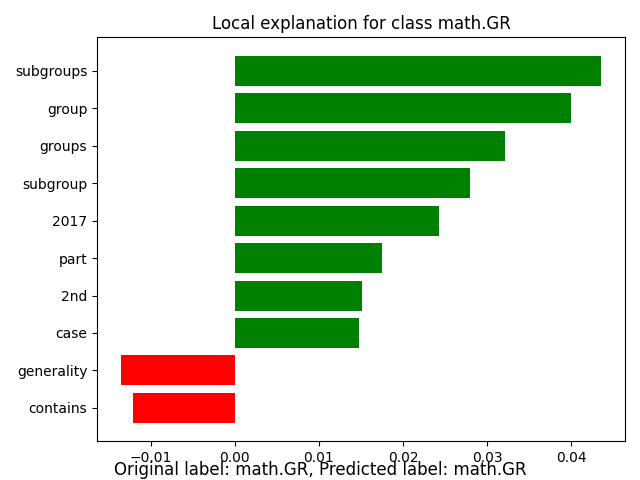 Local explanation for class math.GR
subgroups
group
groups
subgroup
2017
part
2nd
case
generality
contains
−0.01 0.00 0.01 0.02 0.03 0.04
Original label: math.GR, Predicted label: math.GR